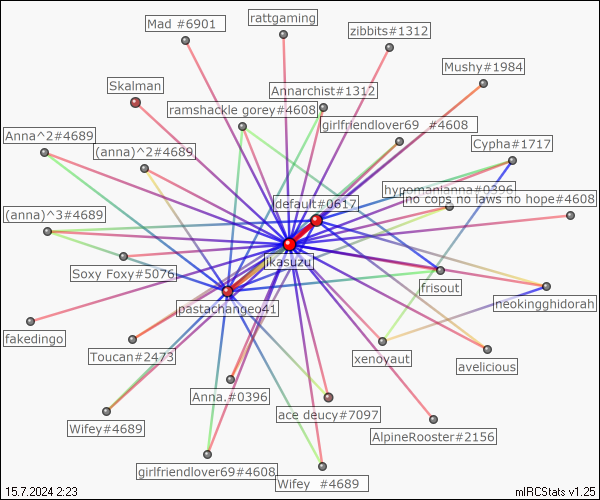 Mad #6901
rattgaming
zibbits#1312
Mushy#1984
Skalman
Annarchist#1312
ramshackle gorey#4608
girlfriendlover69_#4608
Anna^2#4689
(anna)^2#4689
Cypha#1717
hypomanianna#0396
no cops no laws no hope#4608
default#0617
(anna)^3#4689
jikasuzu
Soxy Foxy#5076
frisout
pastachangeo41
neokingghidorah
fakedingo
Toucan#2473
xenoyaut
avelicious
Anna.#0396
ace deucy#7097
Wifey#4689
AlpineRooster#2156
girlfriendlover69#4608
Wifey_#4689
15.7.2024 2:23
mIRCStats v1.25